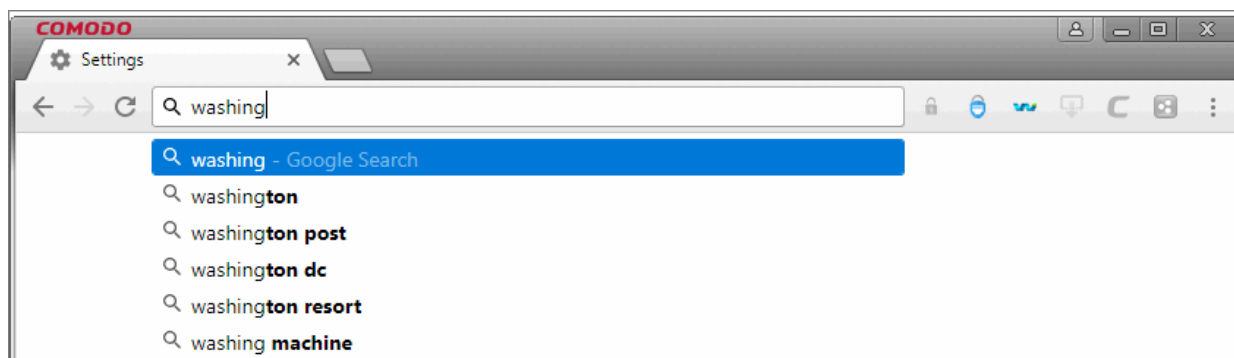 COMODO
Settings
washing
washing - Google Search
washington
washington post
washington dc
washington resort
washing machine